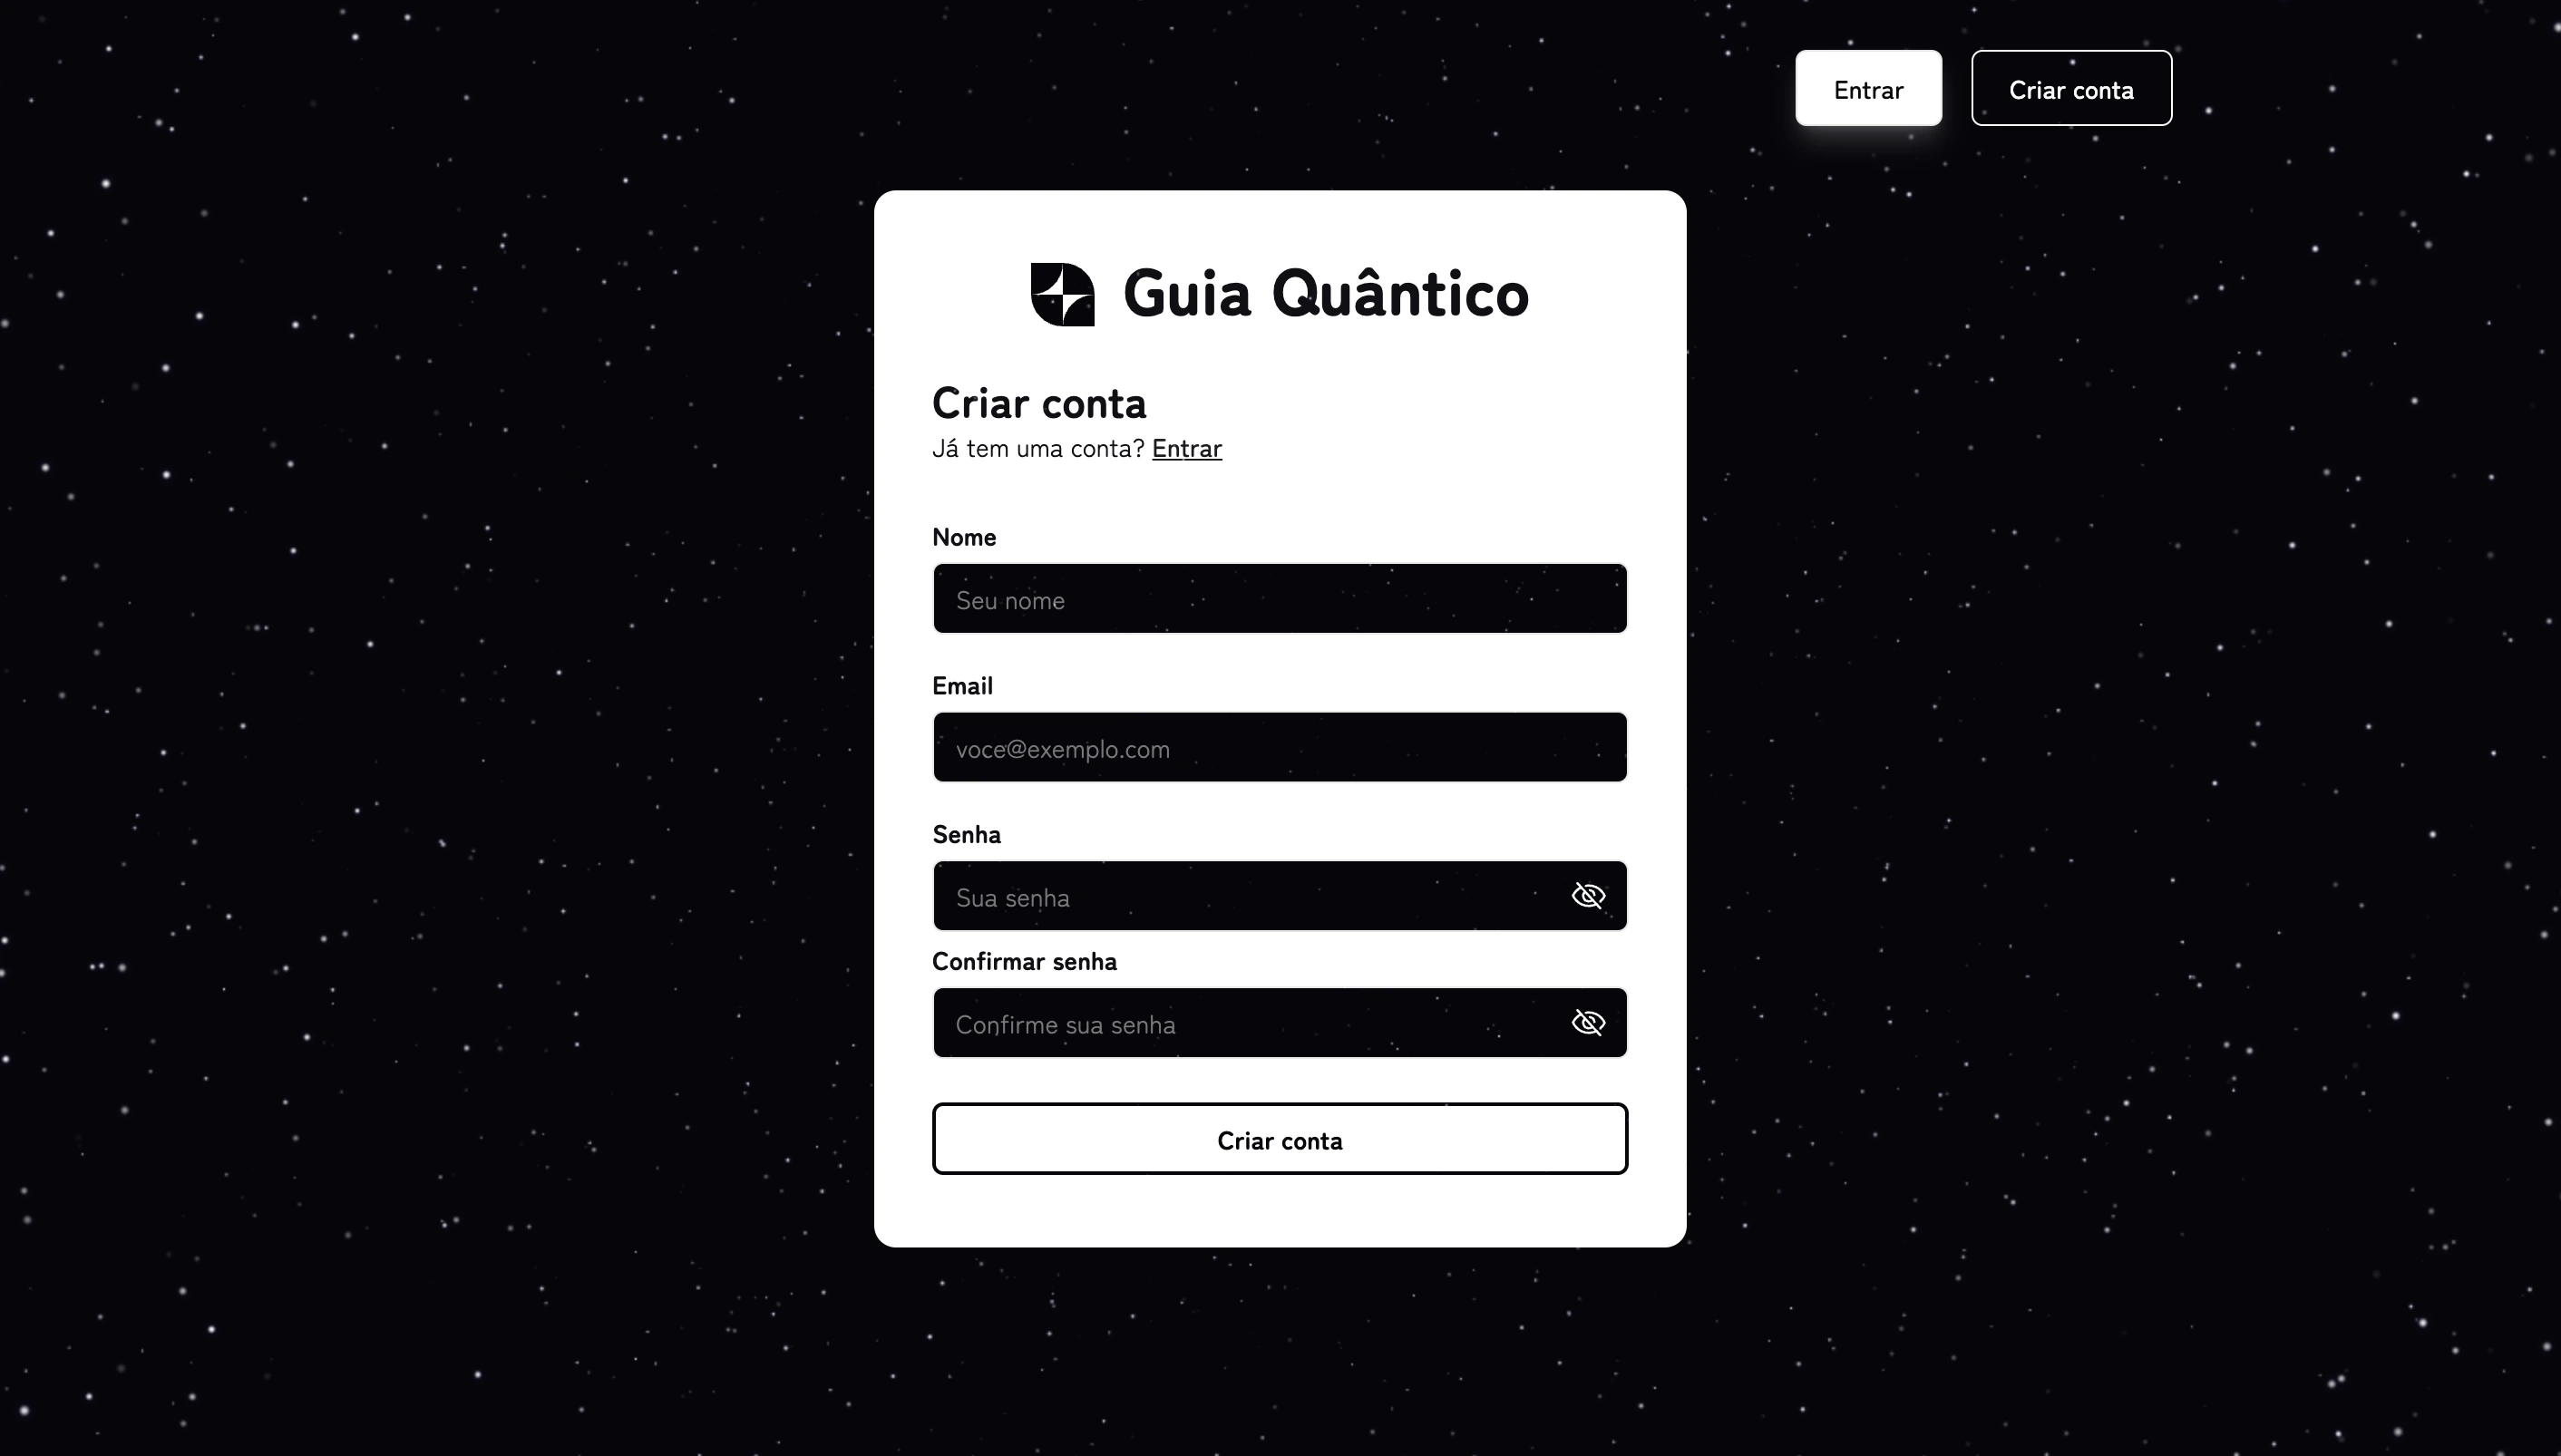 Entrar
Criar conta
Guia Quântico
Criar conta
Já tem uma conta? Entrar
Nome
Seu nome
Email
voce@exemplo.com
Senha
Sua senha
Confirmar senha
Confirme sua senha
Criar conta